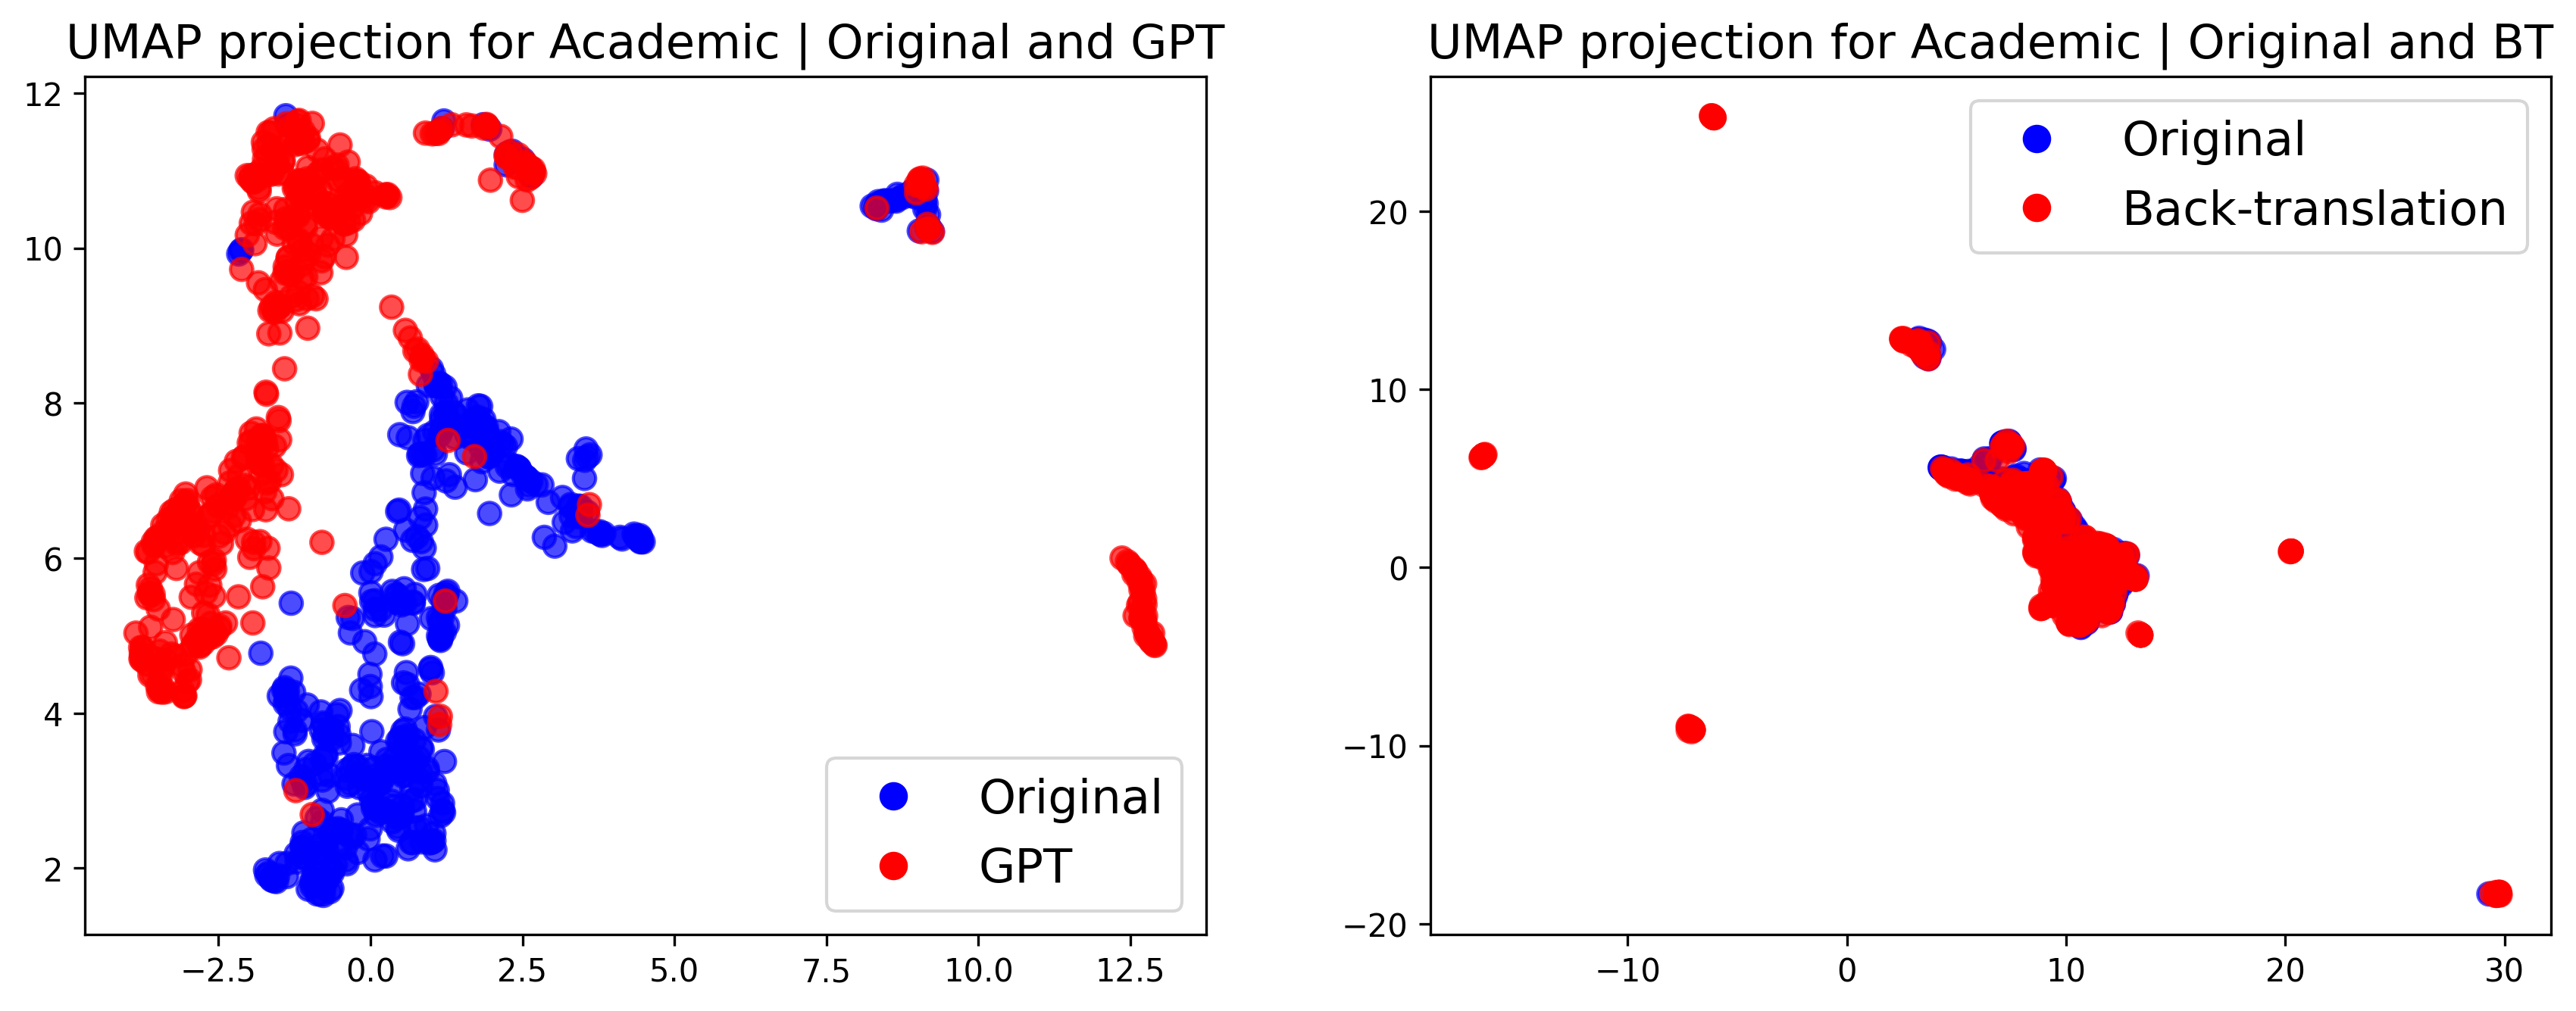 UMAP projection for Academic | Original and GPT
12
10
8
6
4
2
−2.5 0.0 2.5 5.0 7.5 10.0 12.5
Original
GPT
UMAP projection for Academic | Original and BT
20
10
0
−10
−20
−10 0 10 20 30
Original
Back-translation